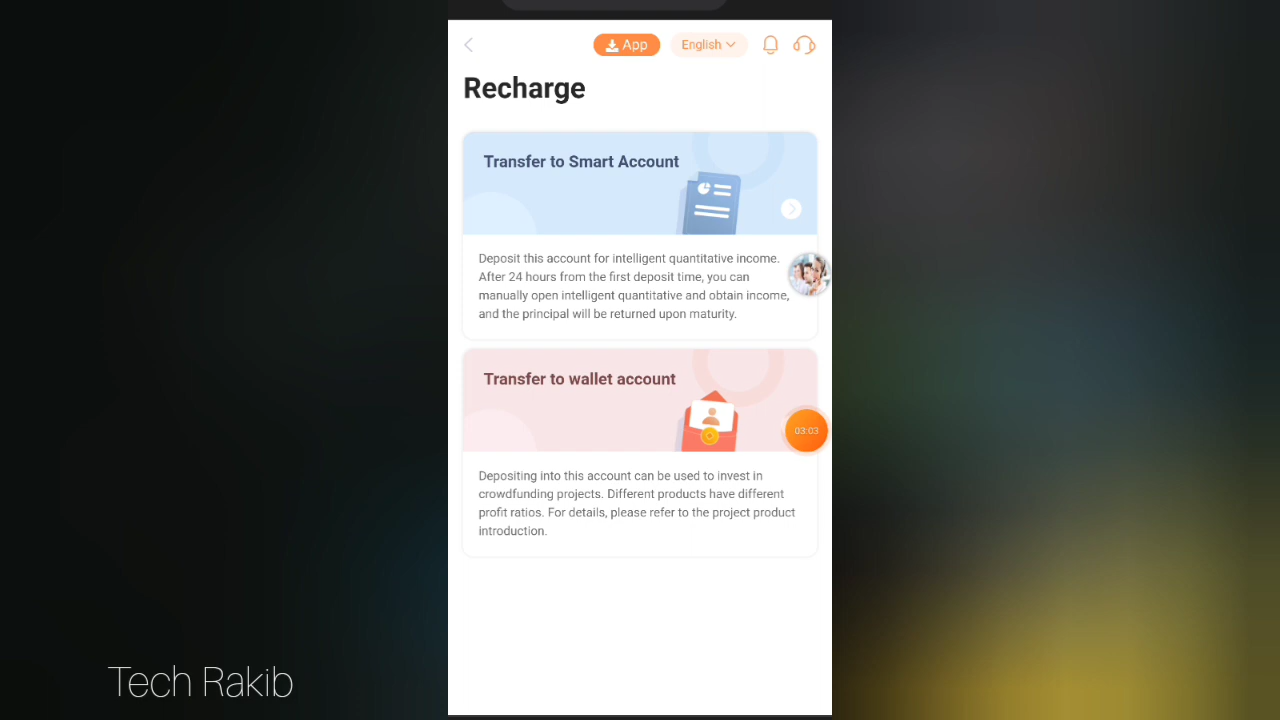 App
English
Recharge
Transfer to Smart Account
Deposit this account for intelligent quantitative income.
After 24 hours from the first deposit time, you can
manually open intelligent quantitative and obtain income,
and the principal will be returned upon maturity.
Transfer to wallet account
03:03
Depositing into this account can be used to invest in
crowdfunding projects. Different products have different
profit ratios. For details, please refer to the project product
introduction.
Tech Rakib